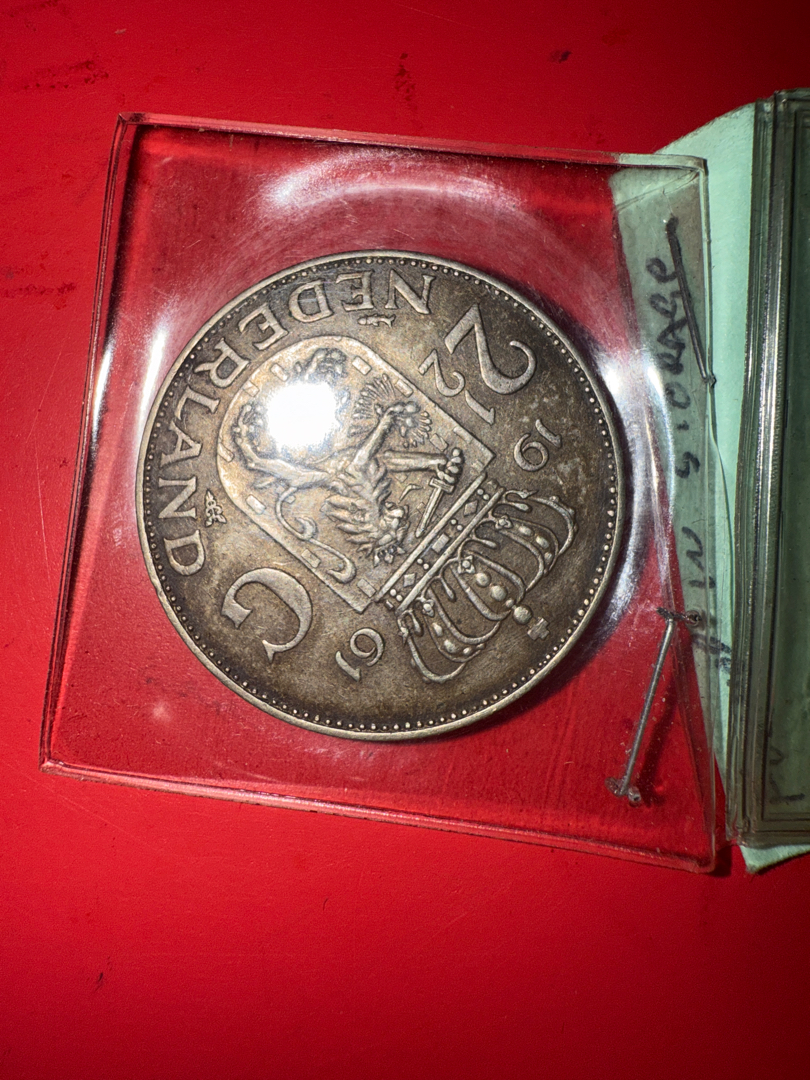 19 61
2½ G
NEDERLAND